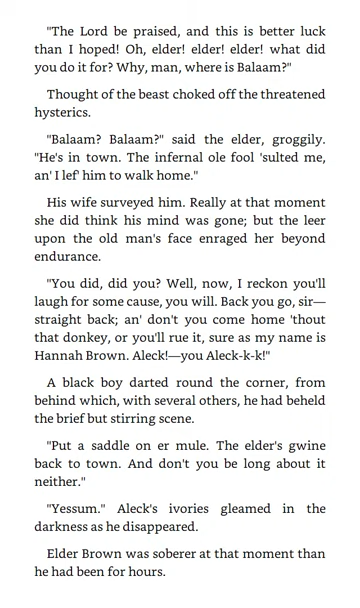 "The Lord be praised, and this is better luck
than I hoped! Oh, elder! elder! elder! what did
you do it for? Why, man, where is Balaam?"
Thought of the beast choked off the threatened
hysterics.
"Balaam? Balaam?" said the elder, groggily.
"He's in town. The infernal ole fool 'sulted me,
an' I lef' him to walk home."
His wife surveyed him. Really at that moment
she did think his mind was gone; but the leer
upon the old man's face enraged her beyond
endurance.
"You did, did you? Well, now, I reckon you'll
laugh for some cause, you will. Back you go, sir—
straight back; an' don't you come home 'thout
that donkey, or you'll rue it, sure as my name is
Hannah Brown. Aleck!—you Aleck-k-k!"
A black boy darted round the corner, from
behind which, with several others, he had beheld
the brief but stirring scene.
"Put a saddle on er mule. The elder's gwine
back to town. And don't you be long about it
neither."
"Yessum." Aleck's ivories gleamed in the
darkness as he disappeared.
Elder Brown was soberer at that moment than
he had been for hours.